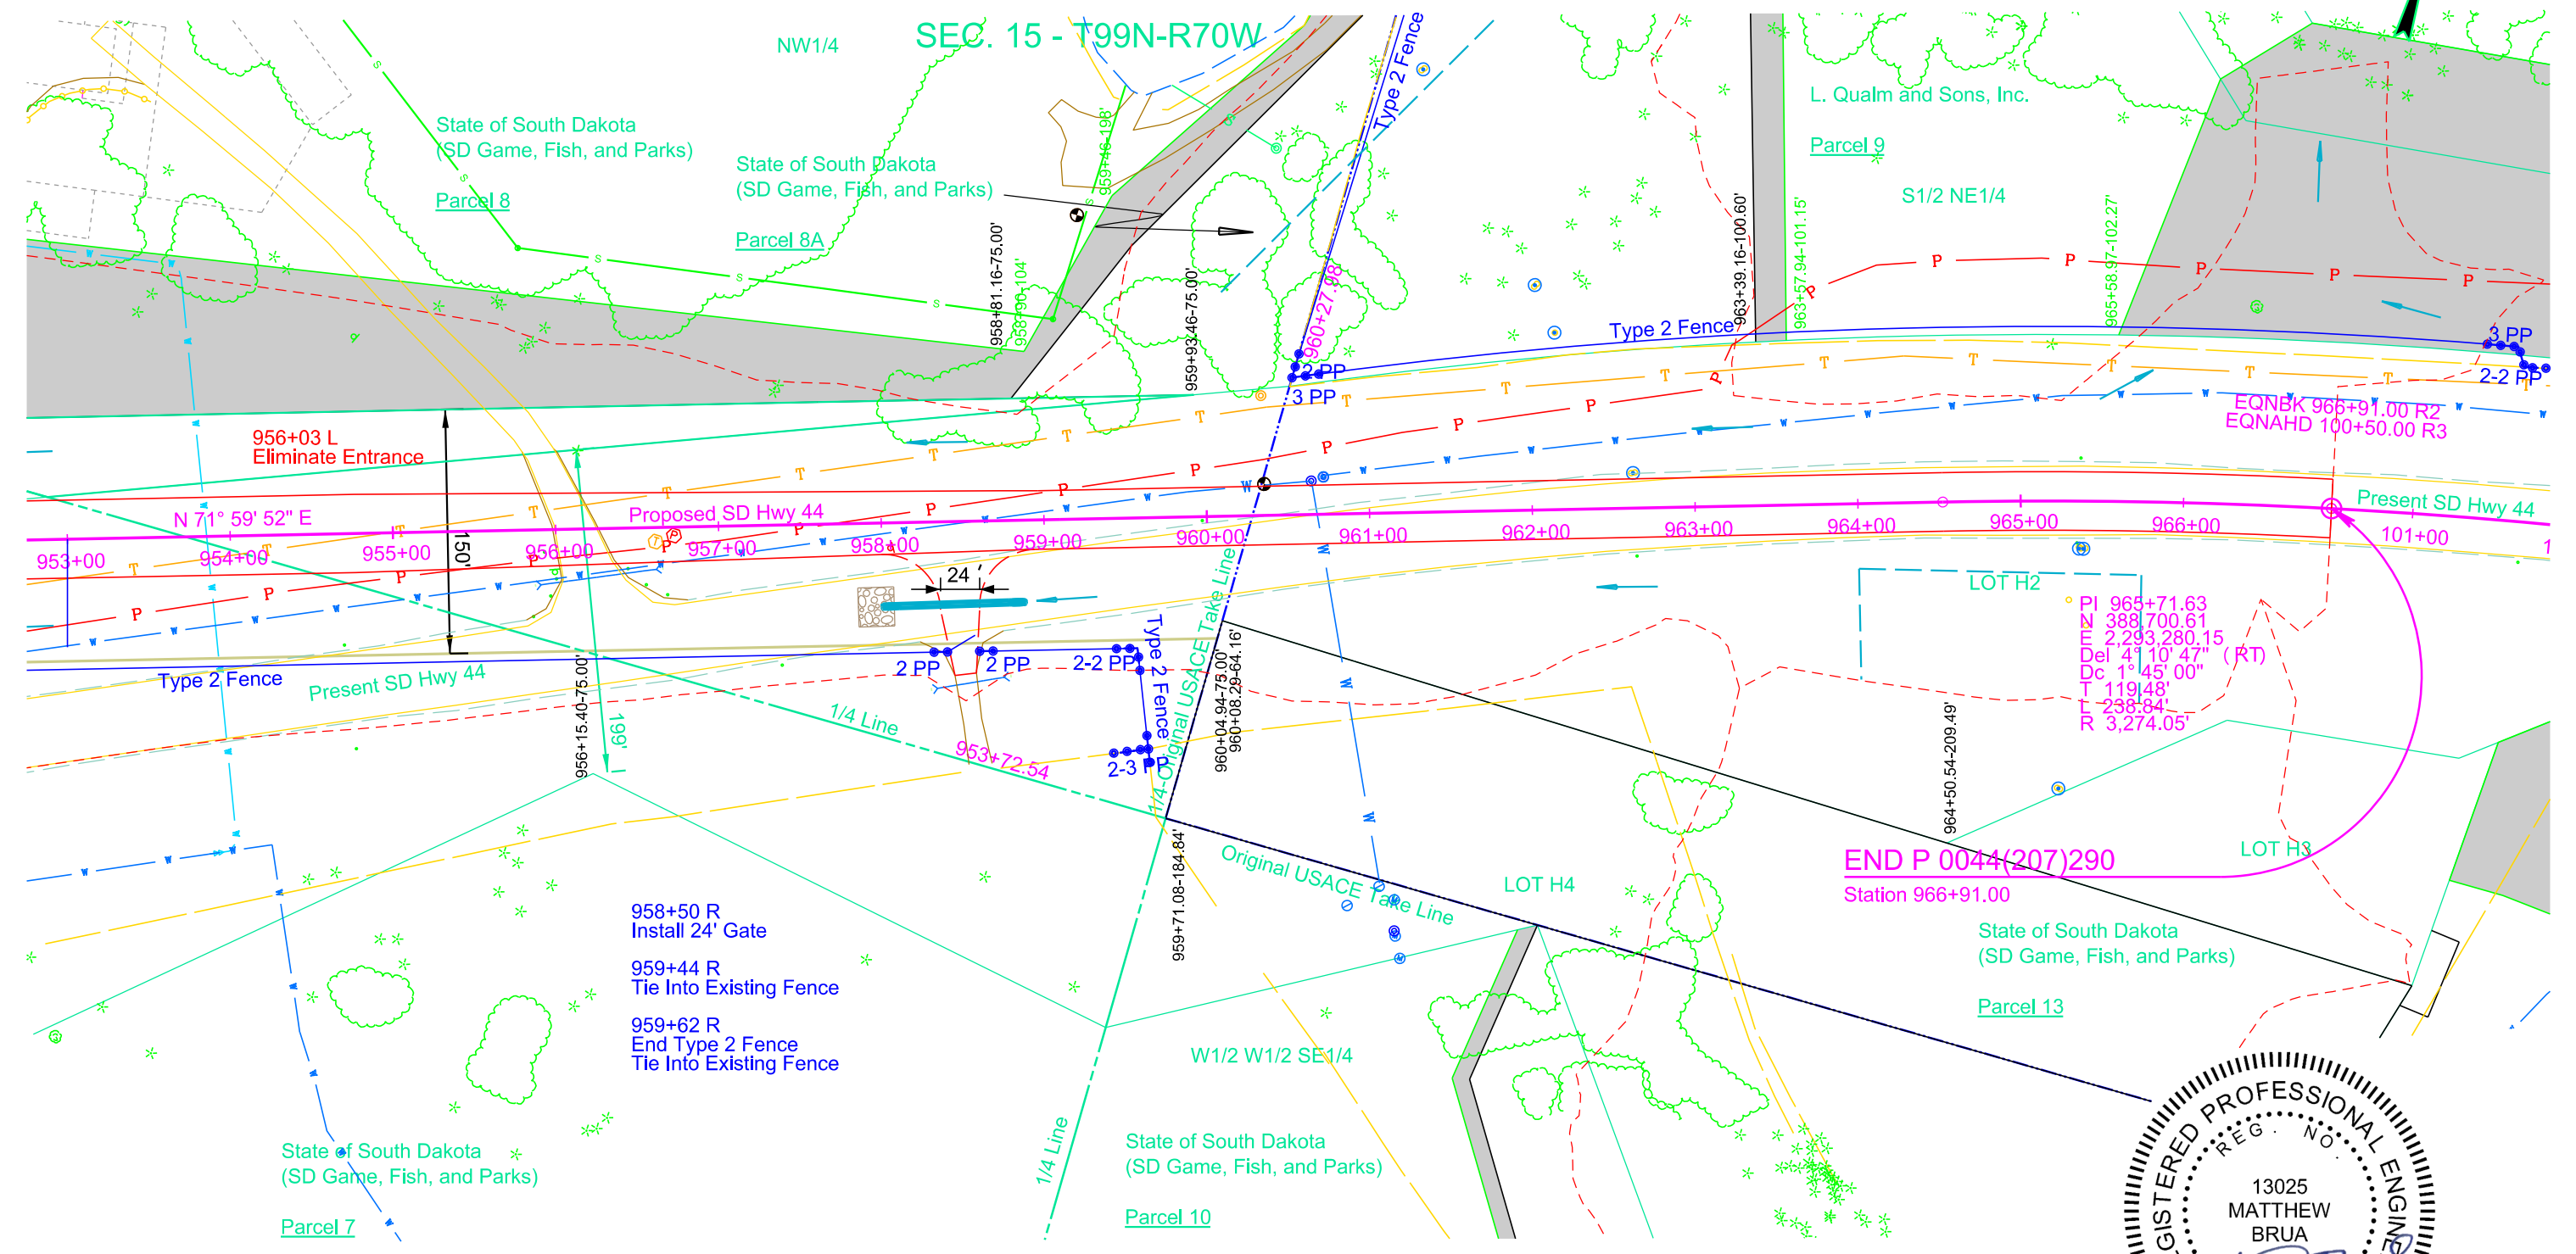 SEC. 15 - T99N-R70W
NW1/4
Type 2 Fence
L. Qualm and Sons, Inc.
Parcel 9
S1/2 NE1/4
State of South Dakota
(SD Game, Fish, and Parks)
Parcel 8
State of South Dakota
(SD Game, Fish, and Parks)
Parcel 8A
959+46-198'
958+81.16-75.00'
958+90-104'
959+93.46-75.00'
960+27.98
963+39.16-100.60'
963+57.94-101.15'
965+58.97-102.27'
Type 2 Fence
2 PP
3 PP
3 PP
2-2 PP
EQNBK 966+91.00 R2
EQNAHD 100+50.00 R3
956+03 L
Eliminate Entrance
150'
N 71° 59' 52" E
Proposed SD Hwy 44
Present SD Hwy 44
953+00
954+00
955+00
956+00
957+00
958+00
959+00
960+00
961+00
962+00
963+00
964+00
965+00
966+00
101+00
1
24'
LOT H2
PI 965+71.63
N 388,700.61
E 2,293,280.15
Del 4° 10' 47" (RT)
Dc 1° 45' 00"
T 119.48'
L 238.84'
R 3,274.05'
Type 2 Fence
Present SD Hwy 44
956+15.40-75.00'
199'
2 PP
2 PP
2-2 PP
Type 2 Fence
2-3 PP
1/4 Line
953+72.54
1/4-Original USACE Take Line
960+04.94-75.00'
960+08.29-64.16'
959+71.08-184.84'
964+50.54-209.49'
Original USACE Take Line
LOT H4
LOT H3
END P 0044(207)290
Station 966+91.00
State of South Dakota
(SD Game, Fish, and Parks)
Parcel 13
958+50 R
Install 24' Gate
959+44 R
Tie Into Existing Fence
959+62 R
End Type 2 Fence
Tie Into Existing Fence
W1/2 W1/2 SE1/4
1/4 Line
State of South Dakota
(SD Game, Fish, and Parks)
Parcel 7
State of South Dakota
(SD Game, Fish, and Parks)
Parcel 10
GISTERED PROFESSIONAL ENGINE
REG. NO.
13025
MATTHEW
BRUA